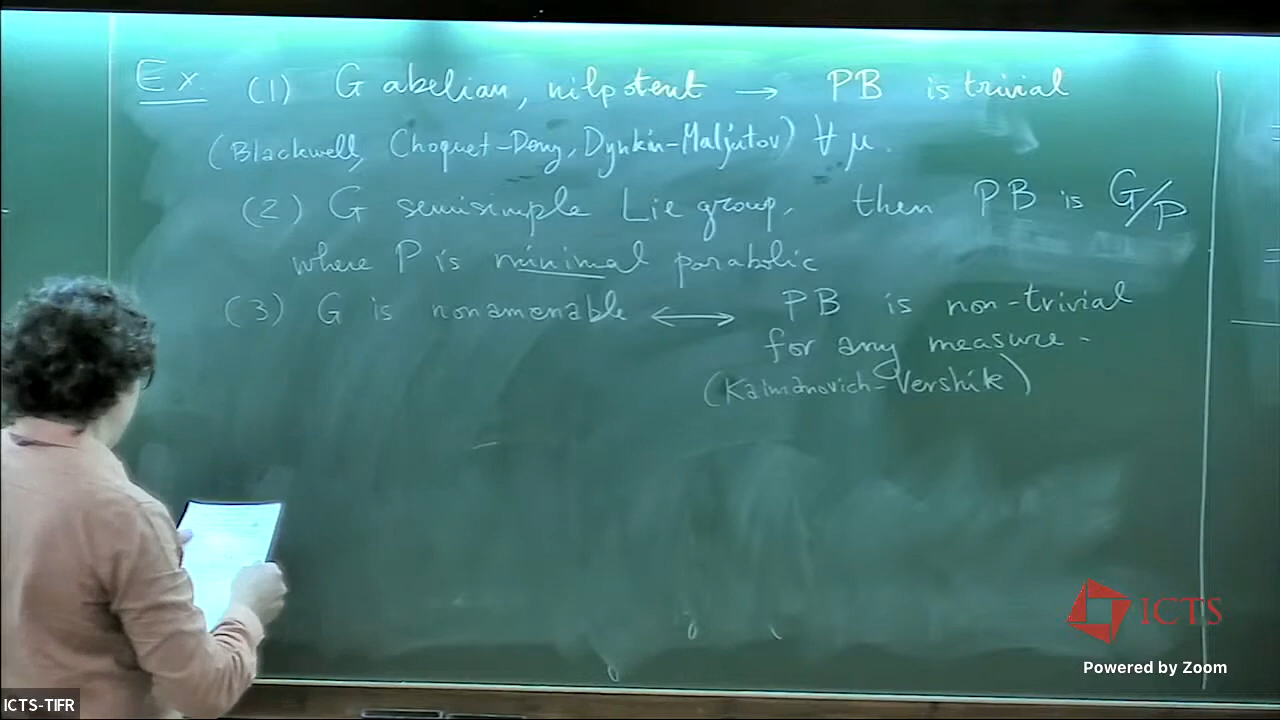 Ex. (1) G abelian, nilpotent → PB is trivial
(Blackwell, Choquet-Deny, Dynkin-Maljutov) ∀ μ.
(2) G semisimple Lie group, then PB is G/P
where P is minimal parabolic
(3) G is nonamenable ⟷ PB is non-trivial
for any measure.
(Kaimanovich-Vershik)
ICTS
Powered by Zoom
ICTS-TIFR